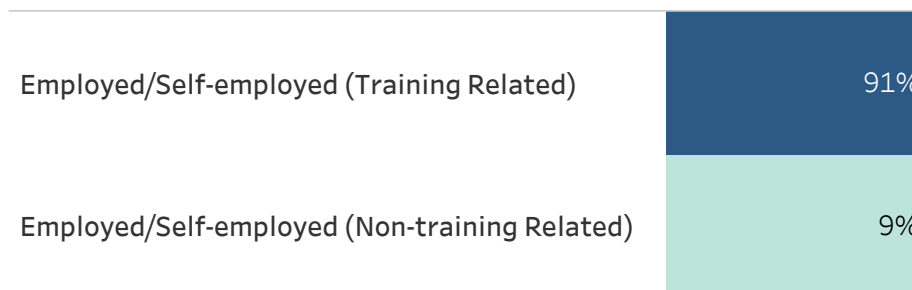 Employed/Self-employed (Training Related) 91%
Employed/Self-employed (Non-training Related) 9%